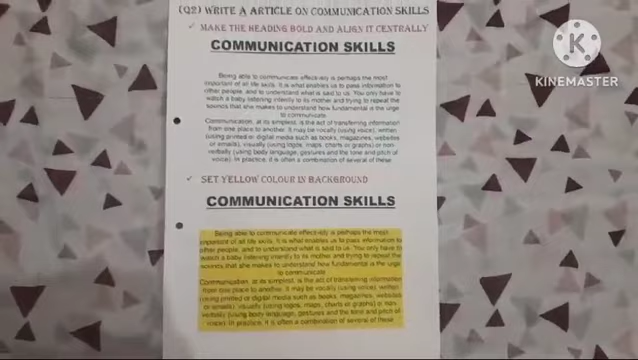 (Q2) WRITE A ARTICLE ON COMMUNICATION SKILLS
✓ MAKE THE HEADING BOLD AND ALIGN IT CENTRALLY
COMMUNICATION SKILLS
Being able to communicate effectively is perhaps the most
important of all life skills. It is what enables us to pass information to
other people, and to understand what is said to us. You only have to
watch a baby listening intently to its mother and trying to repeat the
sounds that she makes to understand how fundamental is the urge
to communicate
Communication, at its simplest, is the act of transferring information
from one place to another. It may be vocally (using voice), written
(using printed or digital media such as books, magazines, websites
or emails), visually (using logos, maps, charts or graphs) or non-
verbally (using body language, gestures and the tone and pitch of
voice). In practice, it is often a combination of several of these
✓ SET YELLOW COLOUR IN BACKGROUND
COMMUNICATION SKILLS
Being able to communicate effectively is perhaps the most
important of all life skills. It is what enables us to pass information to
other people, and to understand what is said to us. You only have to
watch a baby listening intently to its mother and trying to repeat the
sounds that she makes to understand how fundamental is the urge
to communicate
Communication, at its simplest, is the act of transferring information
from one place to another. It may be vocally (using voice), written
(using printed or digital media such as books, magazines, websites
or emails), visually (using logos, maps, charts or graphs) or non-
verbally (using body language, gestures and the tone and pitch of
voice). In practice, it is often a combination of several of these
K
KINEMASTER